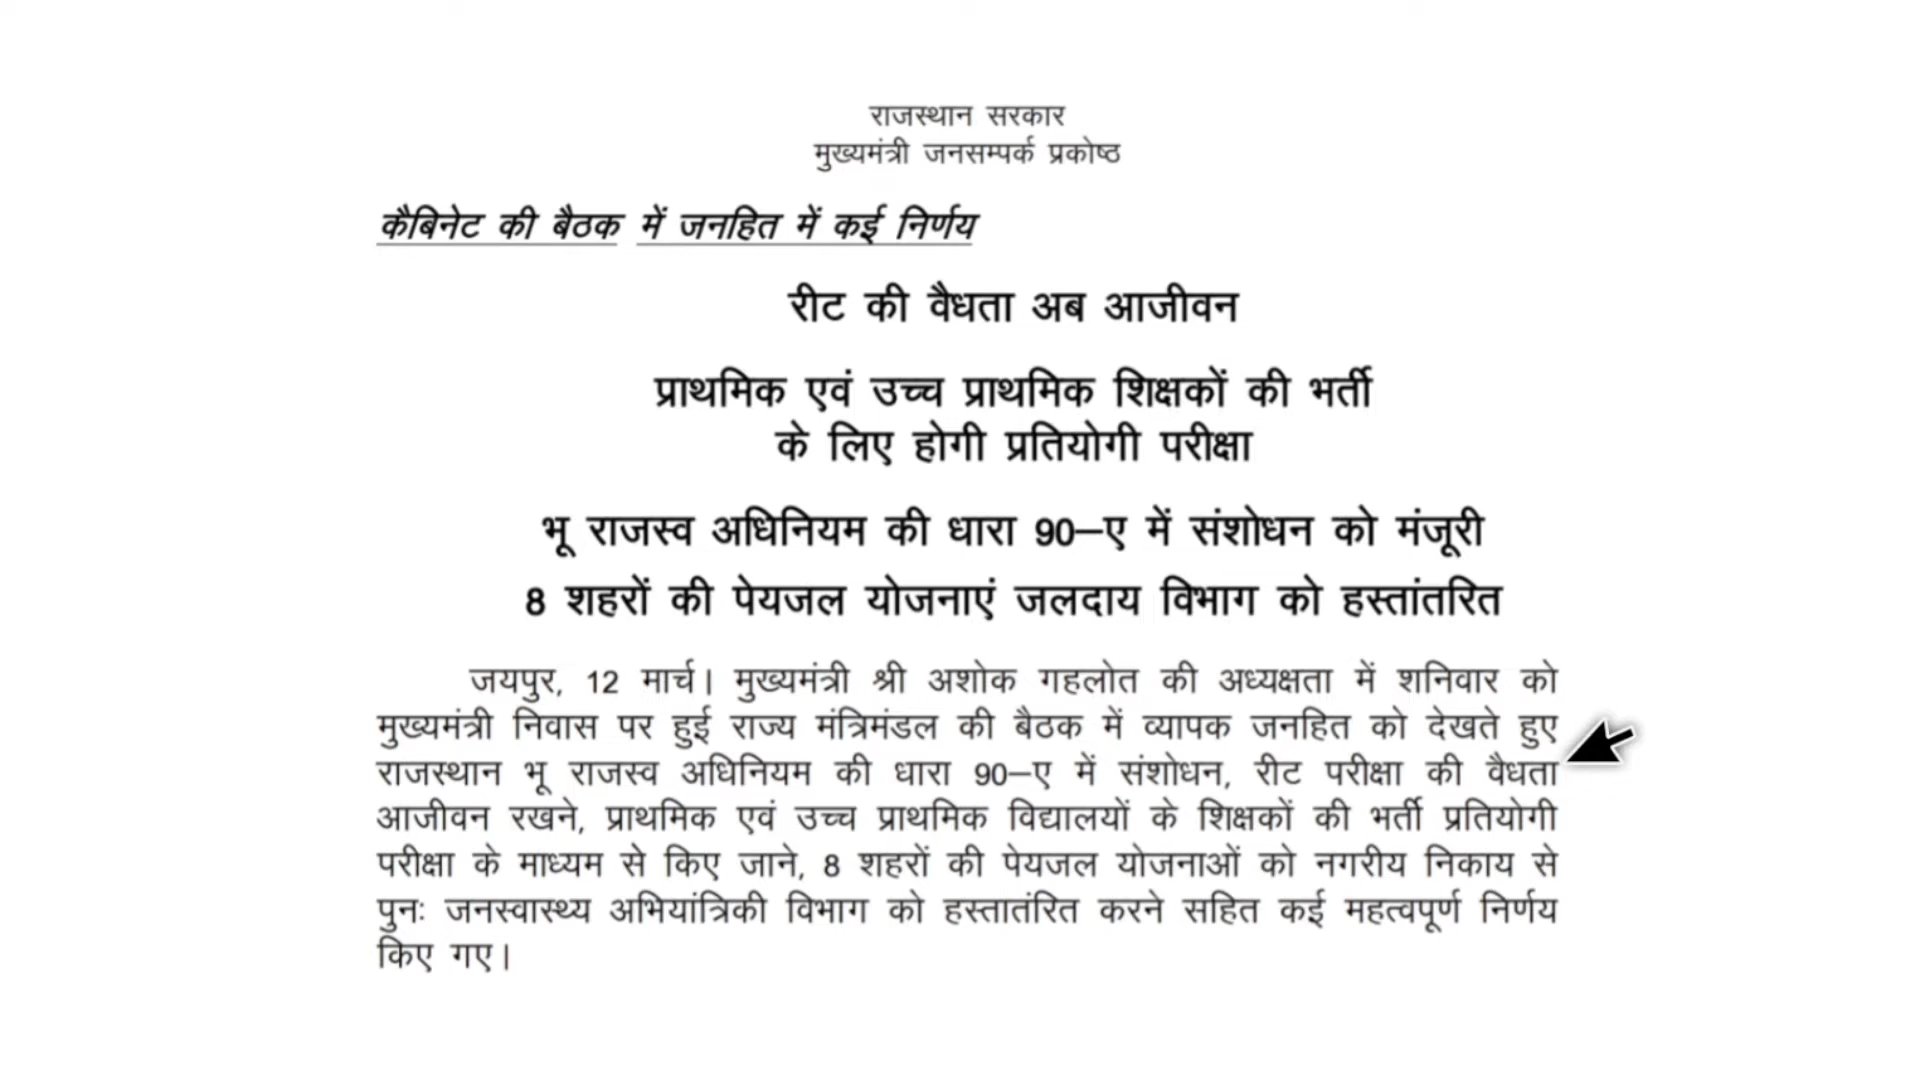 राजस्थान सरकार
मुख्यमंत्री जनसम्पर्क प्रकोष्ठ
कैबिनेट की बैठक में जनहित में कई निर्णय
रीट की वैधता अब आजीवन
प्राथमिक एवं उच्च प्राथमिक शिक्षकों की भर्ती
के लिए होगी प्रतियोगी परीक्षा
भू राजस्व अधिनियम की धारा 90–ए में संशोधन को मंजूरी
8 शहरों की पेयजल योजनाएं जलदाय विभाग को हस्तांतरित
जयपुर, 12 मार्च। मुख्यमंत्री श्री अशोक गहलोत की अध्यक्षता में शनिवार को
मुख्यमंत्री निवास पर हुई राज्य मंत्रिमंडल की बैठक में व्यापक जनहित को देखते हुए
राजस्थान भू राजस्व अधिनियम की धारा 90–ए में संशोधन, रीट परीक्षा की वैधता
आजीवन रखने, प्राथमिक एवं उच्च प्राथमिक विद्यालयों के शिक्षकों की भर्ती प्रतियोगी
परीक्षा के माध्यम से किए जाने, 8 शहरों की पेयजल योजनाओं को नगरीय निकाय से
पुनः जनस्वास्थ्य अभियांत्रिकी विभाग को हस्तातंरित करने सहित कई महत्वपूर्ण निर्णय
किए गए।